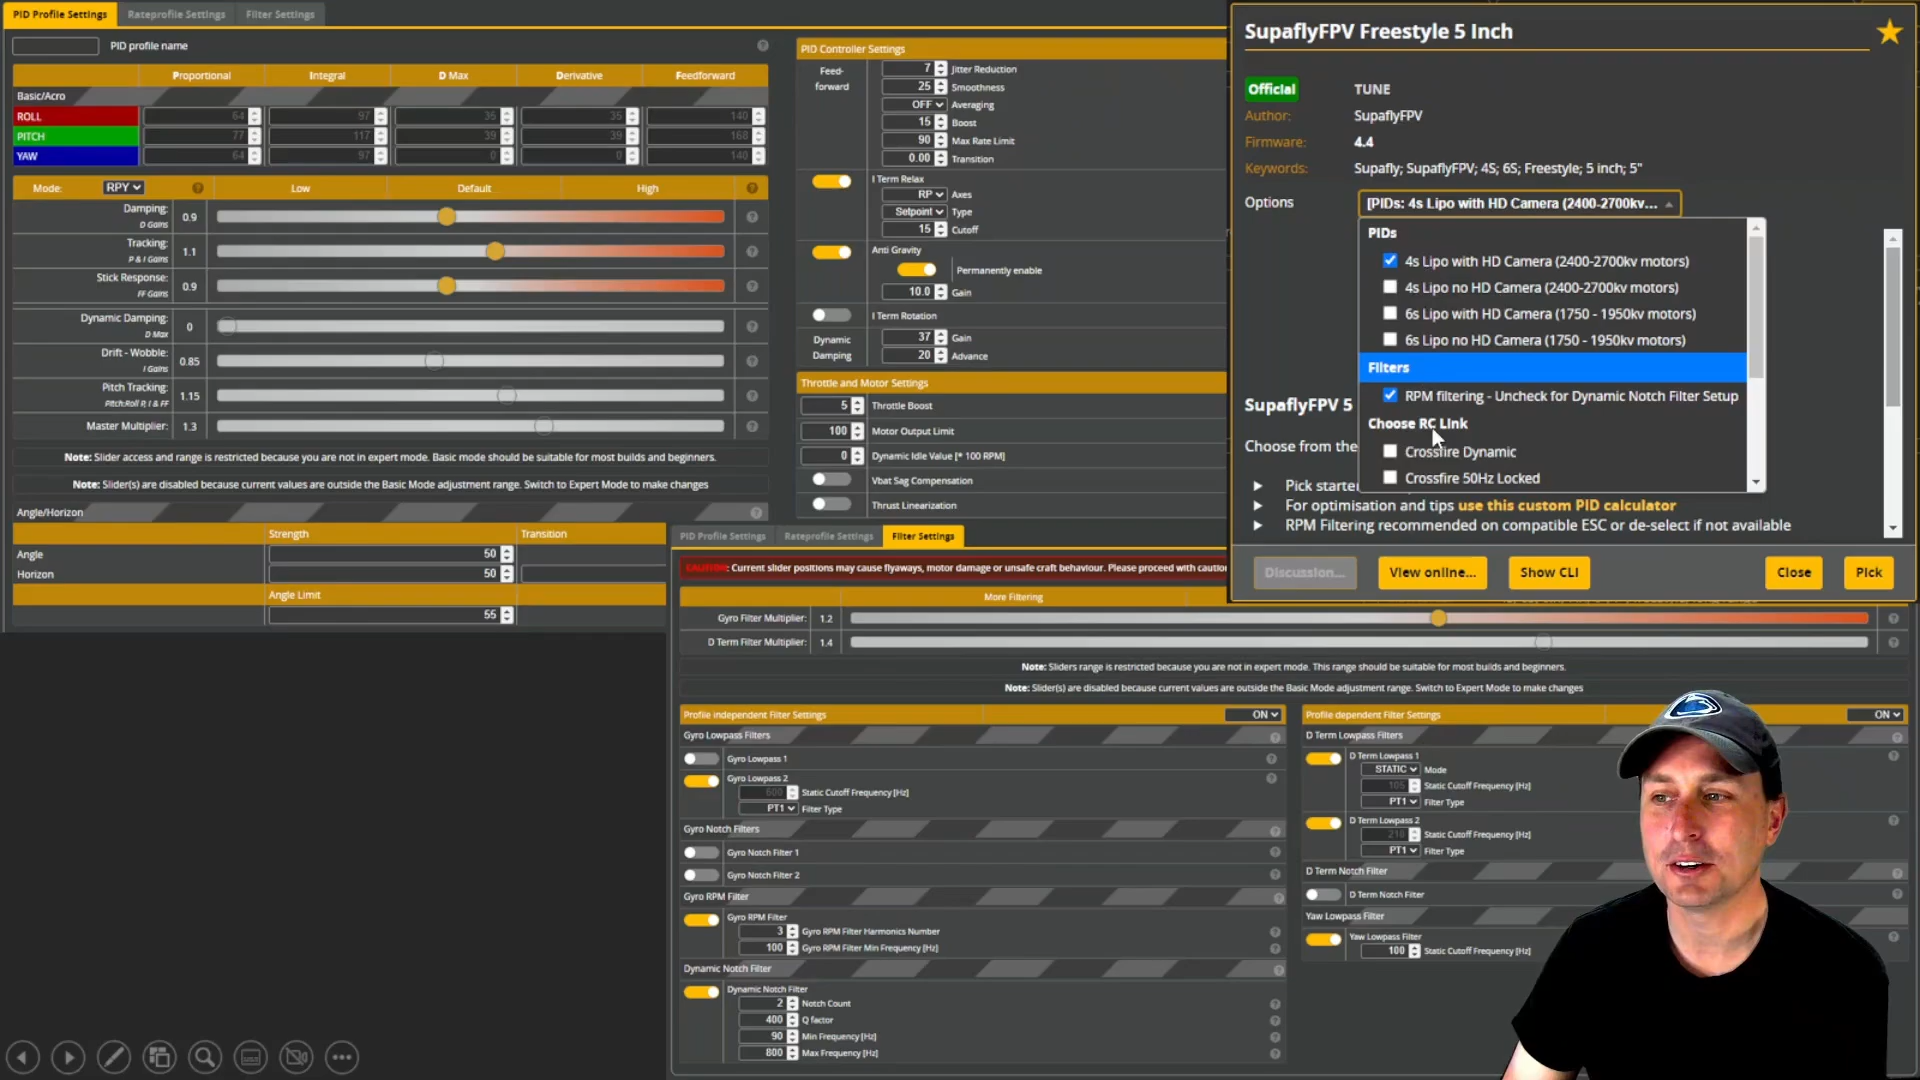 PID Profile Settings
Rateprofile Settings
Filter Settings
PID profile name
Proportional Integral D Max Derivative Feedforward
Basic/Acro
ROLL 64 97 36 35 140
PITCH 77 117 39 39 168
YAW 64 97 0 0 140
Mode: RPY Low Default High
Damping: 0.9
D Gains
Tracking: 1.1
P & I Gains
Stick Response: 0.9
FF Gains
Dynamic Damping: 0
D Max
Drift - Wobble: 0.85
I Gains
Pitch Tracking: 1.15
Pitch:Roll P, I & FF
Master Multiplier: 1.3
Note: Slider access and range is restricted because you are not in expert mode. Basic mode should be suitable for most builds and beginners.
Note: Slider(s) are disabled because current values are outside the Basic Mode adjustment range. Switch to Expert Mode to make changes
Angle/Horizon
Strength Transition
Angle 50
Horizon 50
Angle Limit
55
PID Controller Settings
Feed-forward
7 Jitter Reduction
25 Smoothness
OFF Averaging
15 Boost
90 Max Rate Limit
0.00 Transition
I Term Relax
RP Axes
Setpoint Type
15 Cutoff
Anti Gravity
Permanently enable
10.0 Gain
I Term Rotation
Dynamic Damping
37 Gain
20 Advance
Throttle and Motor Settings
5 Throttle Boost
100 Motor Output Limit
0 Dynamic Idle Value [* 100 RPM]
Vbat Sag Compensation
Thrust Linearization
SupaflyFPV Freestyle 5 Inch
Official TUNE
Author: SupaflyFPV
Firmware: 4.4
Keywords: Supafly; SupaflyFPV; 4S; 6S; Freestyle; 5 inch; 5"
Options [PIDs: 4s Lipo with HD Camera (2400-2700kv...
PIDs
4s Lipo with HD Camera (2400-2700kv motors)
4s Lipo no HD Camera (2400-2700kv motors)
6s Lipo with HD Camera (1750 - 1950kv motors)
6s Lipo no HD Camera (1750 - 1950kv motors)
Filters
RPM filtering - Uncheck for Dynamic Notch Filter Setup
Choose RC Link
Crossfire Dynamic
Crossfire 50Hz Locked
SupaflyFPV 5
Choose from the
Pick starte
For optimisation and tips use this custom PID calculator
RPM Filtering recommended on compatible ESC or de-select if not available
Discussion...
View online...
Show CLI
Close
Pick
PID Profile Settings
Rateprofile Settings
Filter Settings
CAUTION: Current slider positions may cause flyaways, motor damage or unsafe craft behaviour. Please proceed with cautio
More Filtering
Gyro Filter Multiplier: 1.2
D Term Filter Multiplier: 1.4
Note: Sliders range is restricted because you are not in expert mode. This range should be suitable for most builds and beginners.
Note: Slider(s) are disabled because current values are outside the Basic Mode adjustment range. Switch to Expert Mode to make changes
Profile independent Filter Settings ON
Gyro Lowpass Filters
Gyro Lowpass 1
Gyro Lowpass 2
600 Static Cutoff Frequency [Hz]
PT1 Filter Type
Gyro Notch Filters
Gyro Notch Filter 1
Gyro Notch Filter 2
Gyro RPM Filter
Gyro RPM Filter
3 Gyro RPM Filter Harmonics Number
100 Gyro RPM Filter Min Frequency [Hz]
Dynamic Notch Filter
Dynamic Notch Filter
2 Notch Count
400 Q factor
90 Min Frequency [Hz]
800 Max Frequency [Hz]
Profile dependent Filter Settings ON
D Term Lowpass Filters
D Term Lowpass 1
STATIC Mode
105 Static Cutoff Frequency [Hz]
PT1 Filter Type
D Term Lowpass 2
210 Static Cutoff Frequency [Hz]
PT1 Filter Type
D Term Notch Filter
D Term Notch Filter
Yaw Lowpass Filter
Yaw Lowpass Filter
100 Static Cutoff Frequency [Hz]